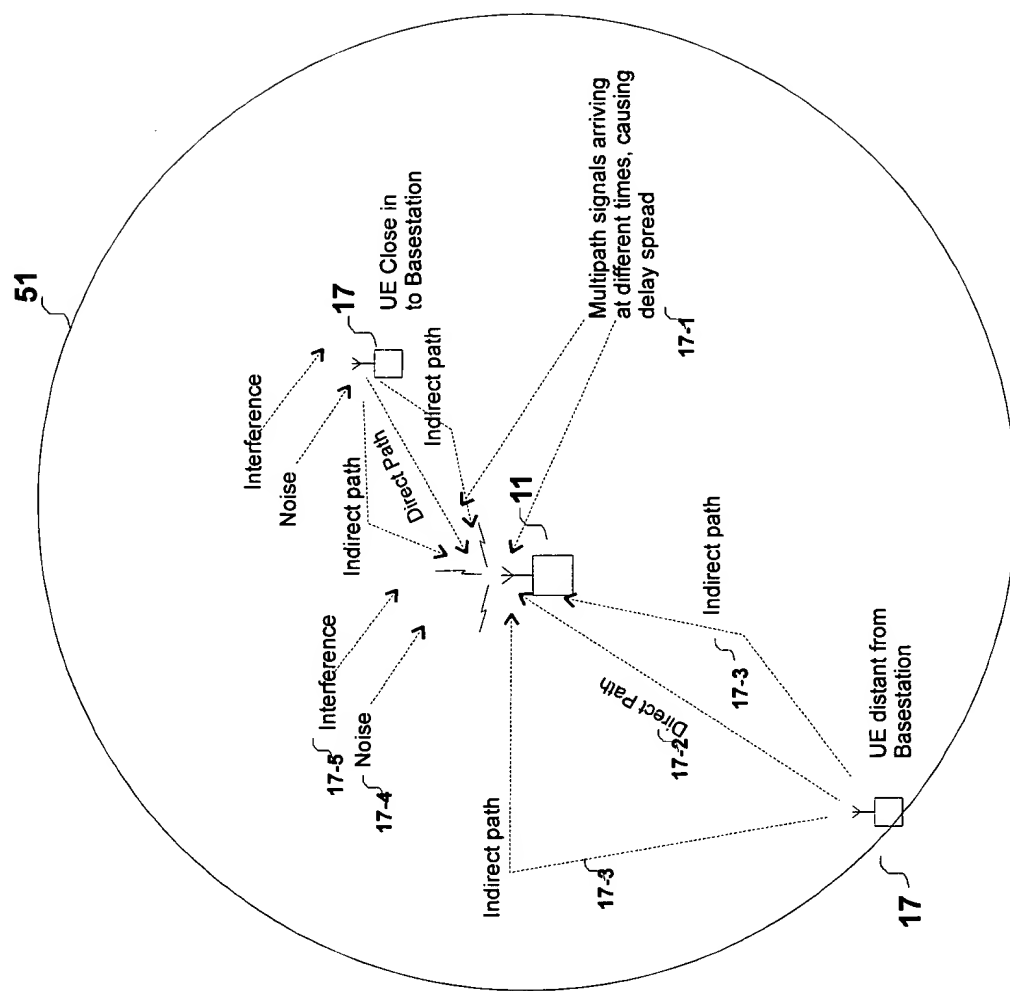 51
Interference
Noise
Indirect path
Direct Path
Indirect path
17
UE Close in
to Basestation
Interference
17-5
Noise
17-4
11
Multipath signals arriving
at different times, causing
delay spread
17-1
Indirect path
17-3
Direct Path
17-2
Indirect path
17-3
UE distant from
Basestation
17